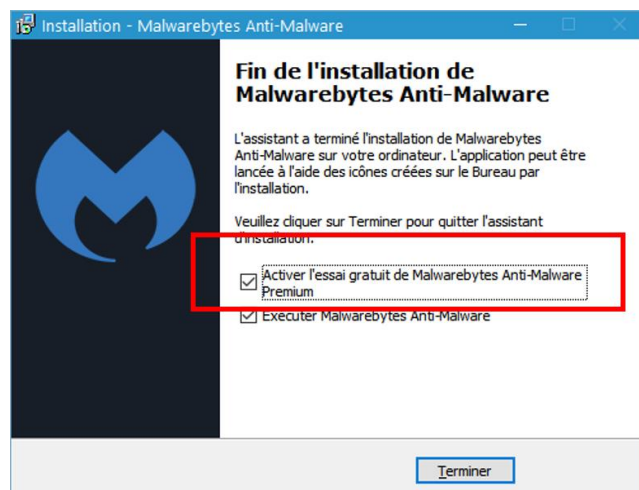 Installation - Malwarebytes Anti-Malware
Fin de l'installation de
Malwarebytes Anti-Malware
L'assistant a terminé l'installation de Malwarebytes
Anti-Malware sur votre ordinateur. L'application peut être
lancée à l'aide des icônes créées sur le Bureau par
l'installation.
Veuillez cliquer sur Terminer pour quitter l'assistant
d'installation.
Activer l'essai gratuit de Malwarebytes Anti-Malware
Premium
Exécuter Malwarebytes Anti-Malware
Terminer